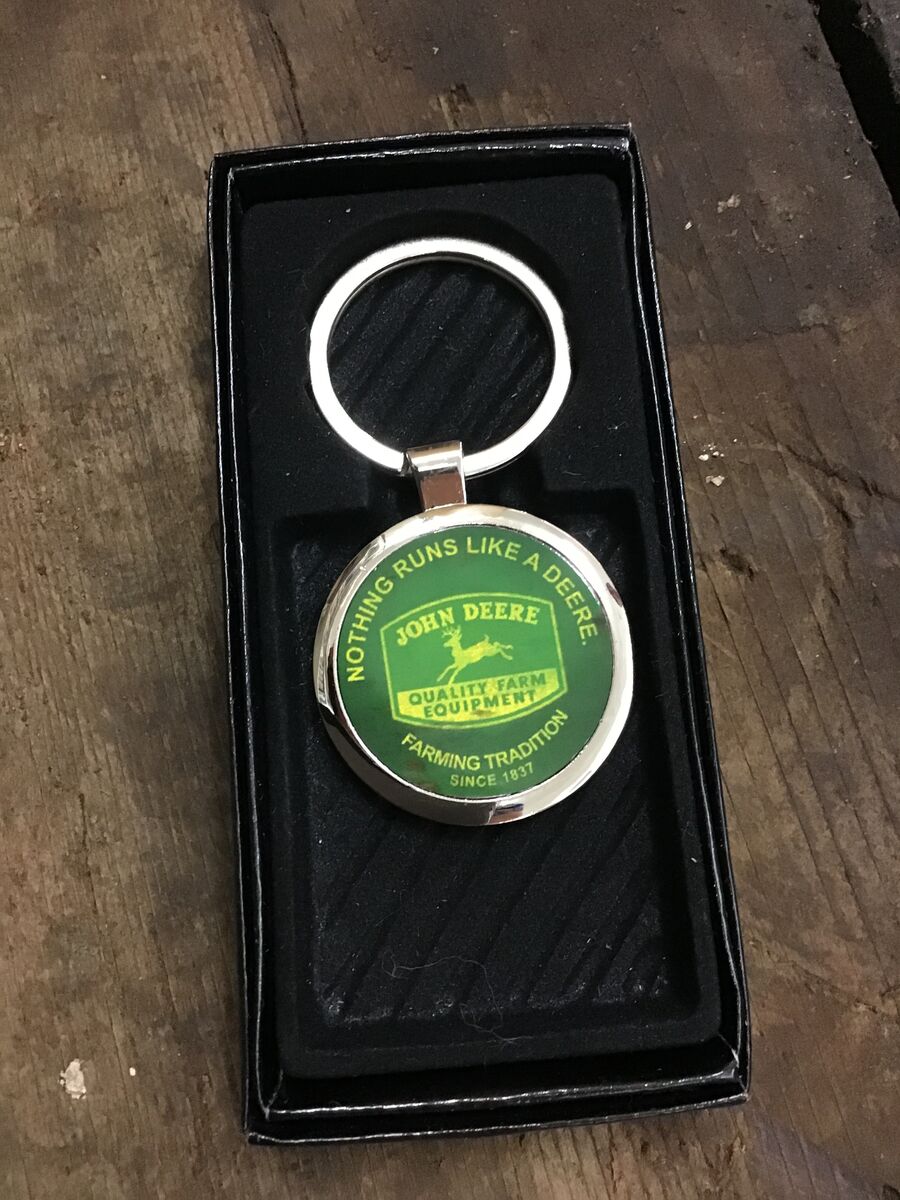 NOTHING RUNS LIKE A DEERE.
JOHN DEERE
QUALITY FARM
EQUIPMENT
FARMING TRADITION
SINCE 1837